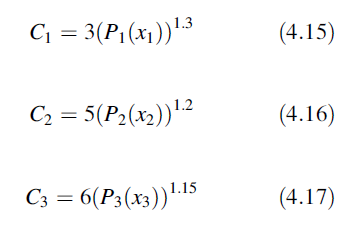 C₁ = 3(P₁(x₁))^1.3 (4.15)
C₂ = 5(P₂(x₂))^1.2 (4.16)
C₃ = 6(P₃(x₃))^1.15 (4.17)